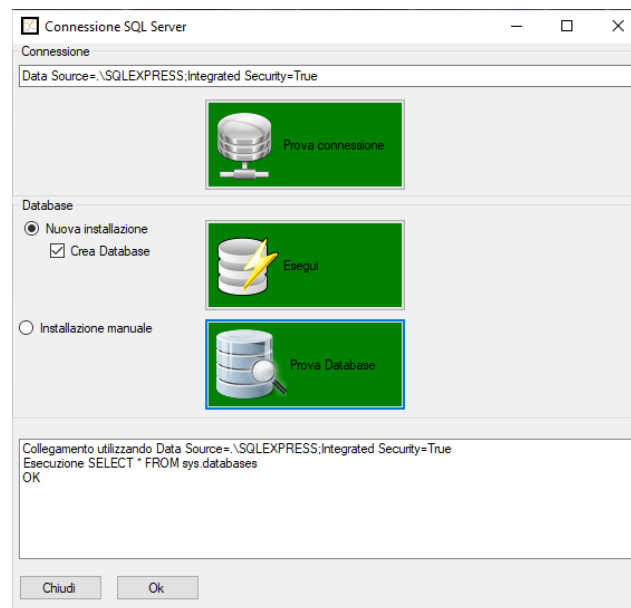 Connessione SQL Server
Connessione
Data Source=.\SQLEXPRESS;Integrated Security=True
Prova connessione
Database
Nuova installazione
Crea Database
Esegui
Installazione manuale
Prova Database
Collegamento utilizzando Data Source=.\SQLEXPRESS;Integrated Security=True
Esecuzione SELECT * FROM sys.databases
OK
Chiudi
Ok